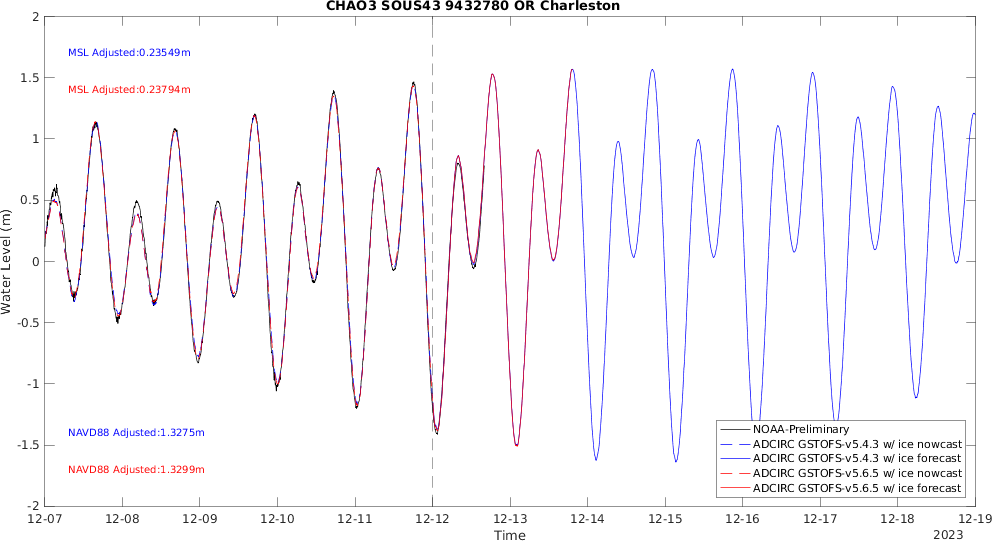 CHAO3 SOUS43 9432780 OR Charleston
2
1.5
1
0.5
0
-0.5
-1
-1.5
-2
Water Level (m)
MSL Adjusted:0.23549m
MSL Adjusted:0.23794m
NAVD88 Adjusted:1.3275m
NAVD88 Adjusted:1.3299m
NOAA-Preliminary
ADCIRC GSTOFS-v5.4.3 w/ ice nowcast
ADCIRC GSTOFS-v5.4.3 w/ ice forecast
ADCIRC GSTOFS-v5.6.5 w/ ice nowcast
ADCIRC GSTOFS-v5.6.5 w/ ice forecast
12-07 12-08 12-09 12-10 12-11 12-12 12-13 12-14 12-15 12-16 12-17 12-18 12-19
Time
2023